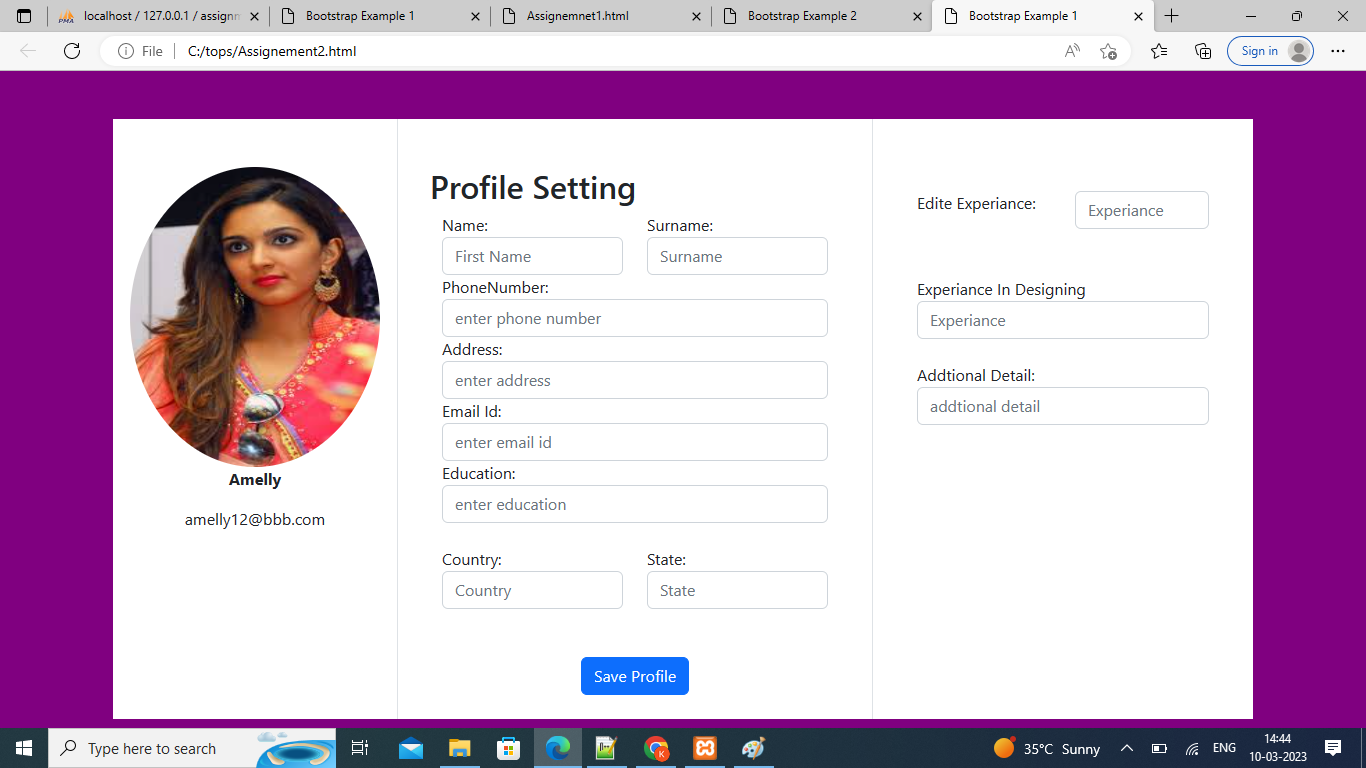 localhost / 127.0.0.1 / assignm
Bootstrap Example 1
Assignemnet1.html
Bootstrap Example 2
Bootstrap Example 1
File
C:/tops/Assignement2.html
Sign in
Amelly
amelly12@bbb.com
Profile Setting
Name:
Surname:
First Name
Surname
PhoneNumber:
enter phone number
Address:
enter address
Email Id:
enter email id
Education:
enter education
Country:
State:
Country
State
Save Profile
Edite Experiance:
Experiance
Experiance In Designing
Experiance
Addtional Detail:
addtional detail
Type here to search
35°C Sunny
ENG
14:44
10-03-2023